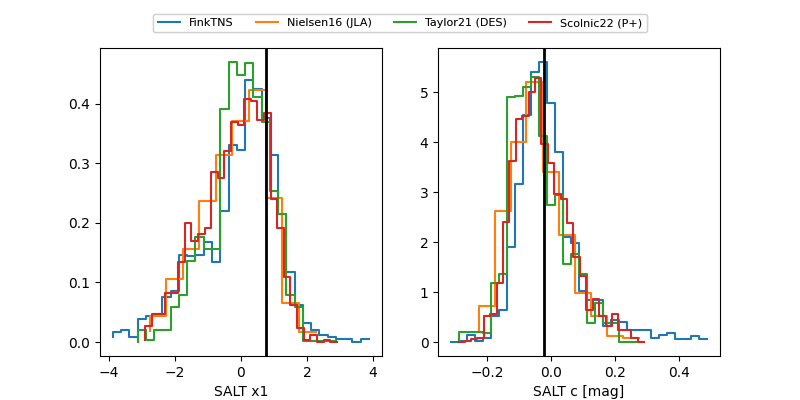 FinkTNS Nielsen16 (JLA) Taylor21 (DES) Scolnic22 (P+)
0.4
0.3
0.2
0.1
0.0
−4 −2 0 2 4
SALT x1
5
4
3
2
1
0
−0.2 0.0 0.2 0.4
SALT c [mag]